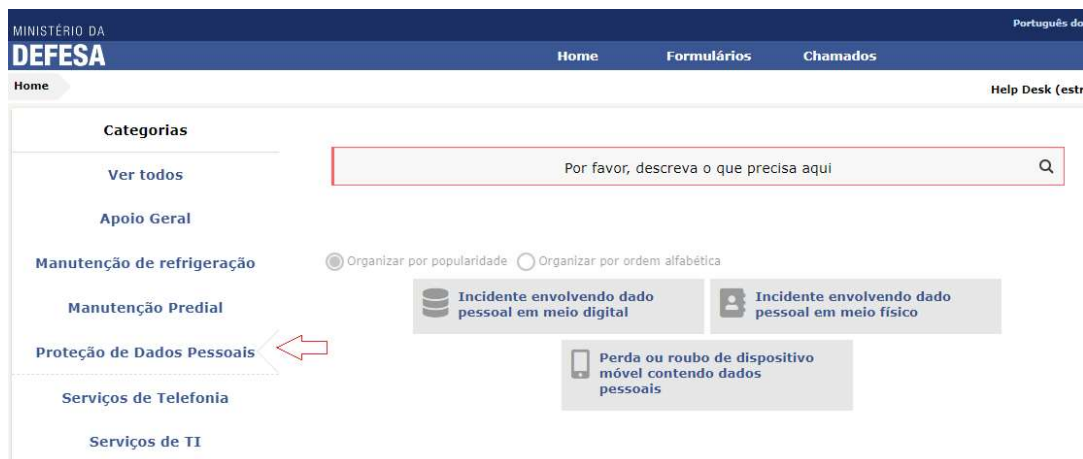 Português do
MINISTÉRIO DA
DEFESA
Home Formulários Chamados
Home
Help Desk (estr
Categorias
Ver todos
Apoio Geral
Manutenção de refrigeração
Manutenção Predial
Proteção de Dados Pessoais
Serviços de Telefonia
Serviços de TI
Por favor, descreva o que precisa aqui
Organizar por popularidade Organizar por ordem alfabética
Incidente envolvendo dado
pessoal em meio digital
Incidente envolvendo dado
pessoal em meio físico
Perda ou roubo de dispositivo
móvel contendo dados
pessoais